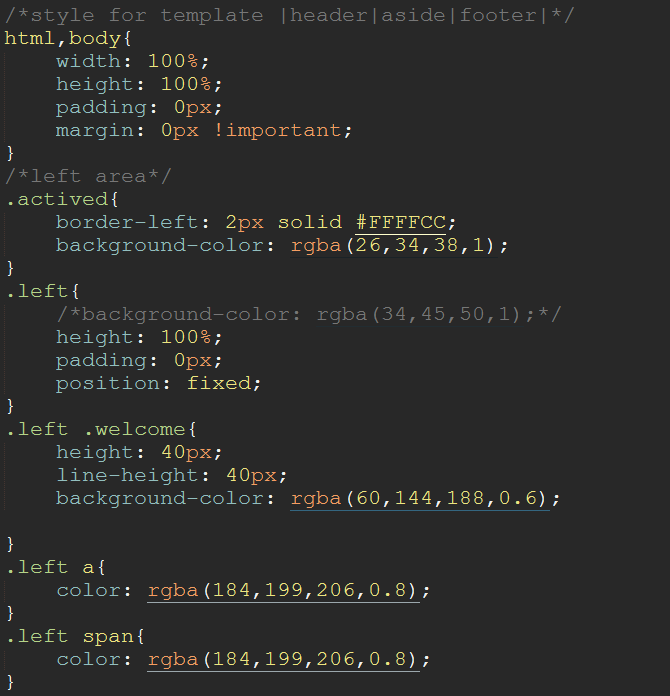 /*style for template |header|aside|footer|*/
html,body{
    width: 100%;
    height: 100%;
    padding: 0px;
    margin: 0px !important;
}
/*left area*/
.actived{
    border-left: 2px solid #FFFFCC;
    background-color: rgba(26,34,38,1);
}
.left{
    /*background-color: rgba(34,45,50,1);*/
    height: 100%;
    padding: 0px;
    position: fixed;
}
.left .welcome{
    height: 40px;
    line-height: 40px;
    background-color: rgba(60,144,188,0.6);

}
.left a{
    color: rgba(184,199,206,0.8);
}
.left span{
    color: rgba(184,199,206,0.8);
}